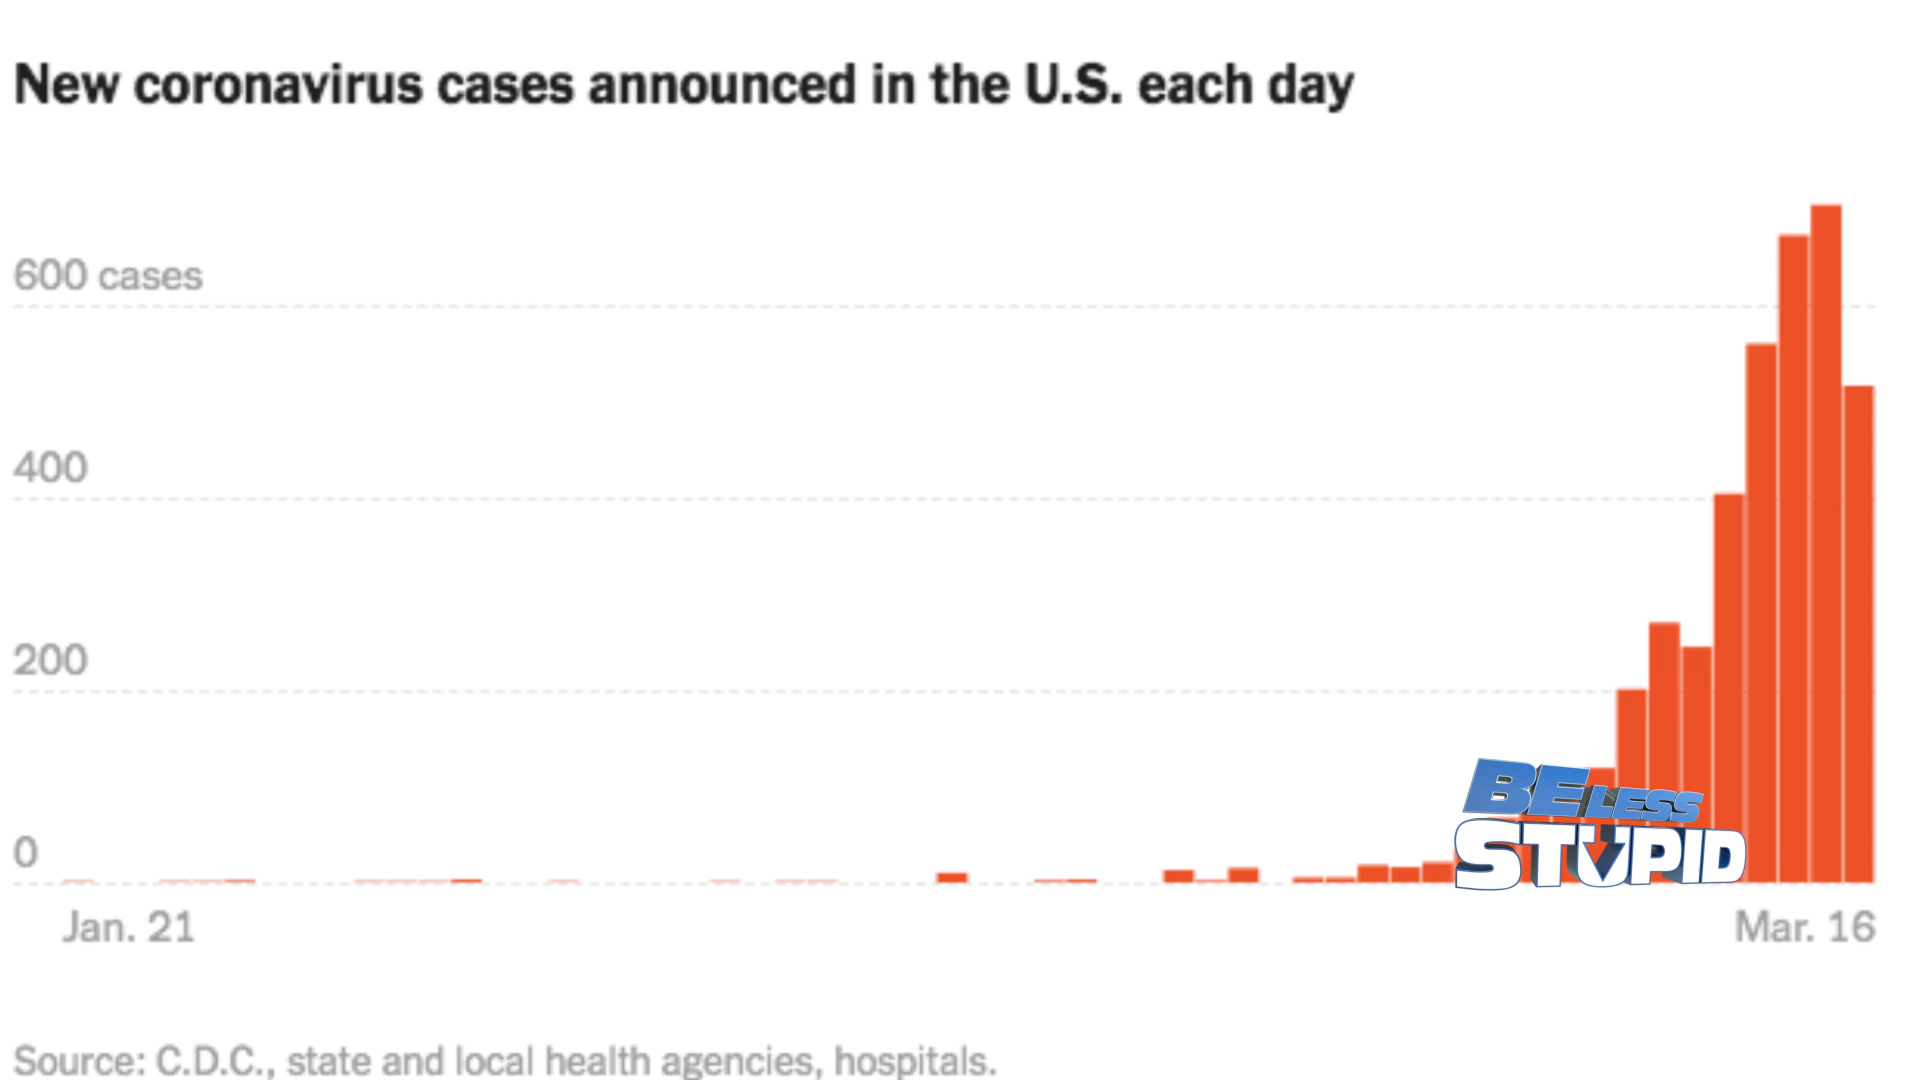 New coronavirus cases announced in the U.S. each day
600 cases
400
200
0
BE LESS
STUPID
Jan. 21
Mar. 16
Source: C.D.C., state and local health agencies, hospitals.